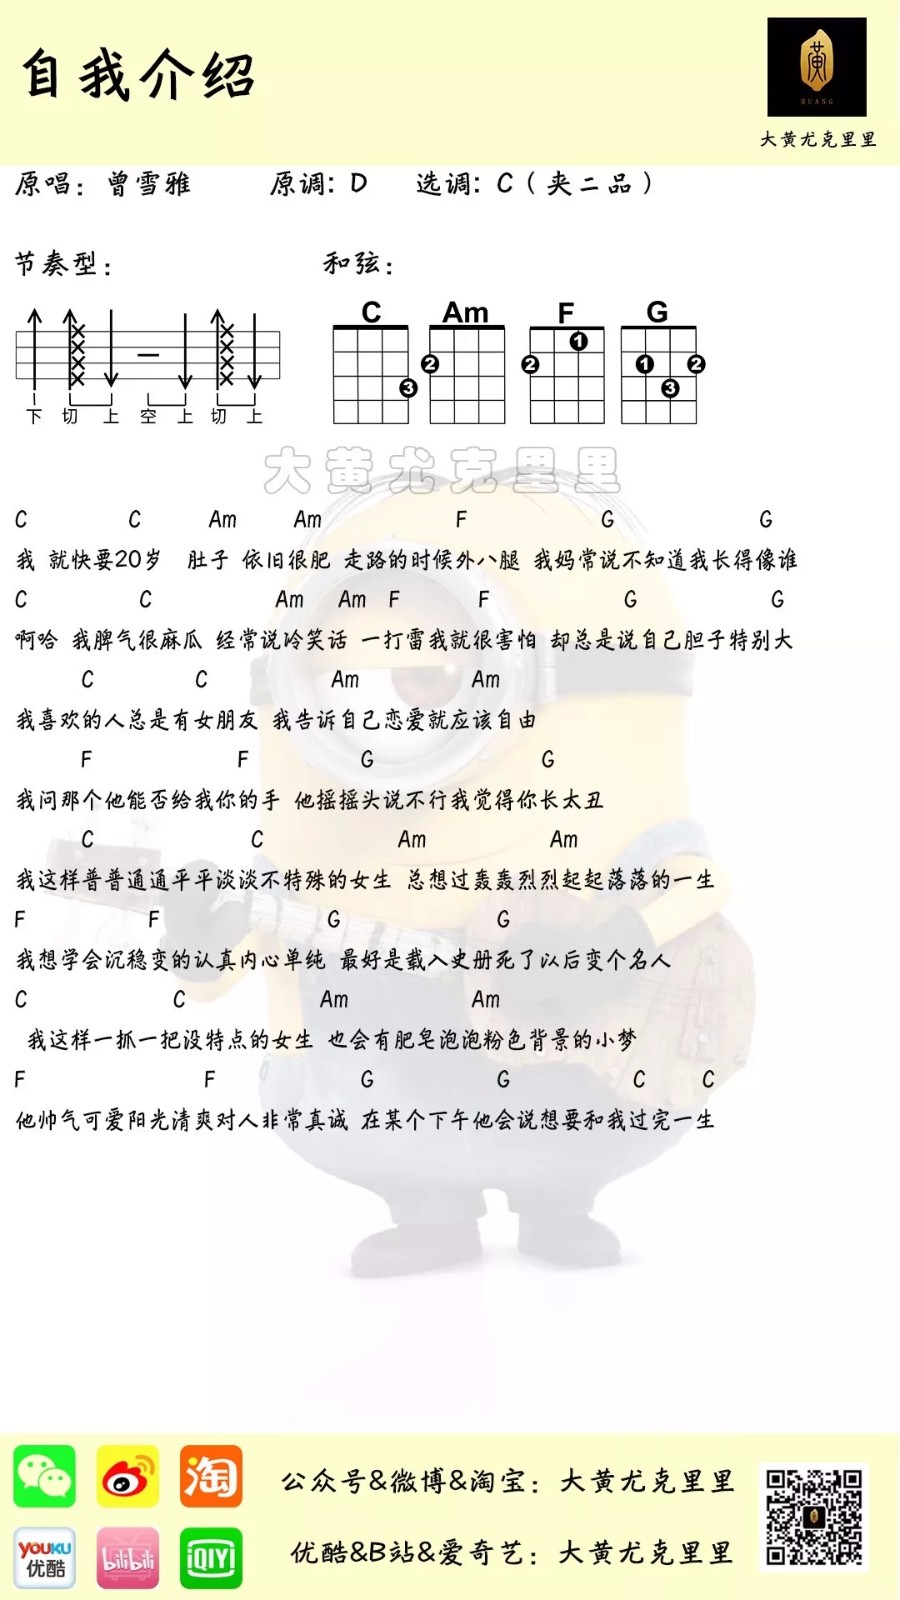 自我介绍
黄
HUANG
大黄尤克里里
原唱：曾雪雅 原调：D 选调：C（夹二品）
节奏型： 和弦：
C Am F G
2 3 2 1 1 2 3
下 切 上 空 上 切 上
大黄尤克里里
C C Am Am F G G
我 就快要20岁 肚子 依旧很肥 走路的时候外八腿 我妈常说不知道我长得像谁
C C Am Am F F G G
啊哈 我脾气很麻瓜 经常说冷笑话 一打雷我就很害怕 却总是说自己胆子特别大
C C Am Am
我喜欢的人总是有女朋友 我告诉自己恋爱就应该自由
F F G G
我问那个他能否给我你的手 他摇摇头说不行我觉得你长太丑
C C Am Am
我这样普普通通平平淡淡不特殊的女生 总想过轰轰烈烈起起落落的一生
F F G G
我想学会沉稳变的认真内心单纯 最好是载入史册死了以后变个名人
C C Am Am
我这样一抓一把没特点的女生 也会有肥皂泡泡粉色背景的小梦
F F G G C C
他帅气可爱阳光清爽对人非常真诚 在某个下午他会说想要和我过完一生
淘
公众号&微博&淘宝：大黄尤克里里
YOUKU
优酷
bilibili
iQIYI
优酷&B站&爱奇艺：大黄尤克里里